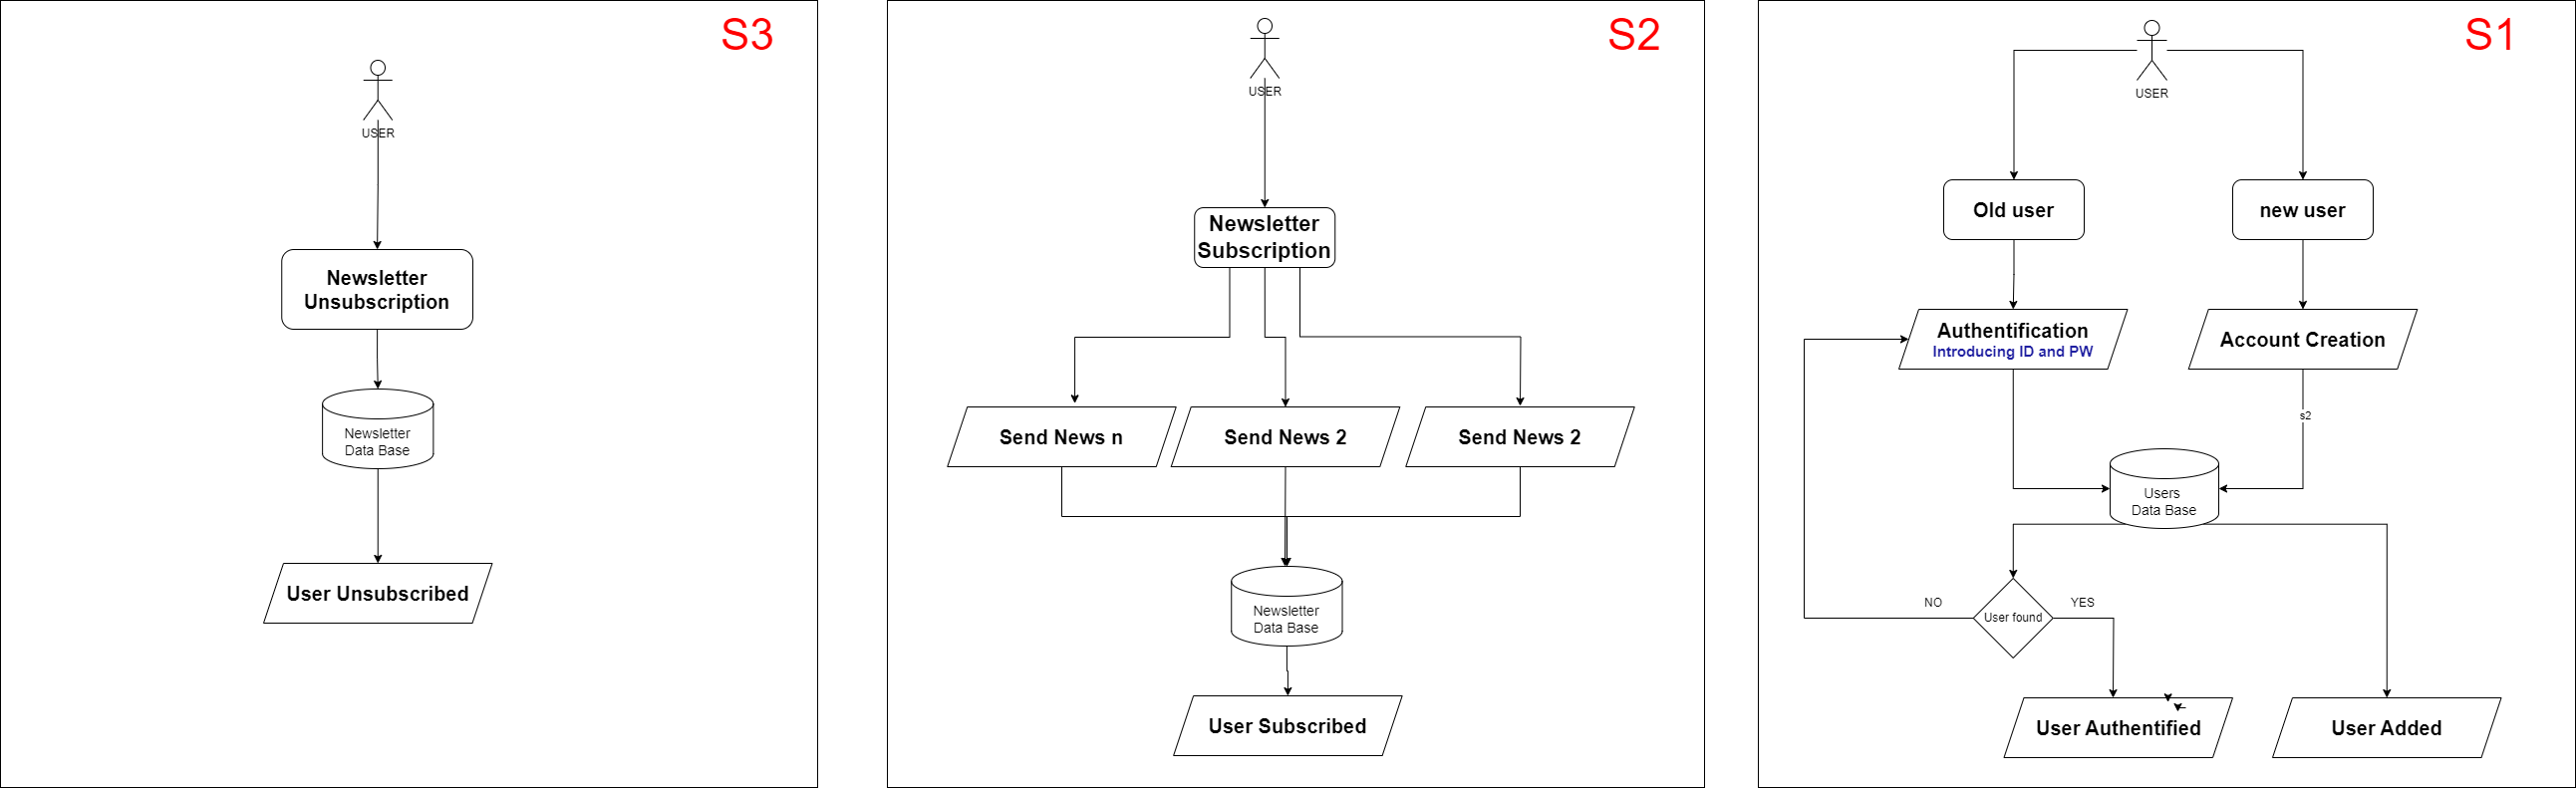 S3
USER
Newsletter
Unsubscription
Newsletter
Data Base
User Unsubscribed
S2
USER
Newsletter
Subscription
Send News n
Send News 2
Send News 2
Newsletter
Data Base
User Subscribed
S1
USER
Old user
new user
Authentification
Introducing ID and PW
Account Creation
s2
Users
Data Base
NO
User found
YES
User Authentified
User Added